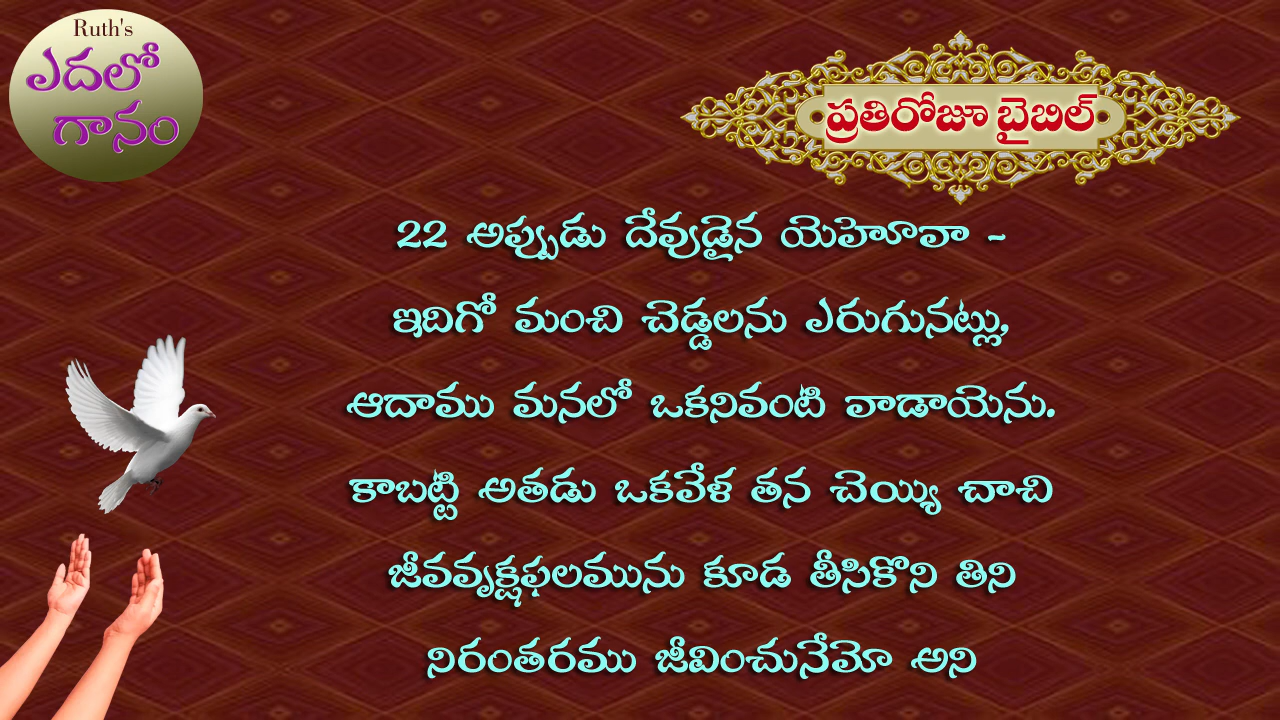 Ruth's
ఎదలో
గానం
ప్రతిరోజూ బైబిల్
22 అప్పుడు దేవుడైన యెహోవా -
ఇదిగో మంచి చెడ్డలను ఎరుగునట్లు,
ఆదాము మనలో ఒకనివంటి వాడాయెను.
కాబట్టి అతడు ఒకవేళ తన చెయ్యి చాచి
జీవవృక్షఫలమును కూడ తీసికొని తిని
నిరంతరము జీవించునేమో అని